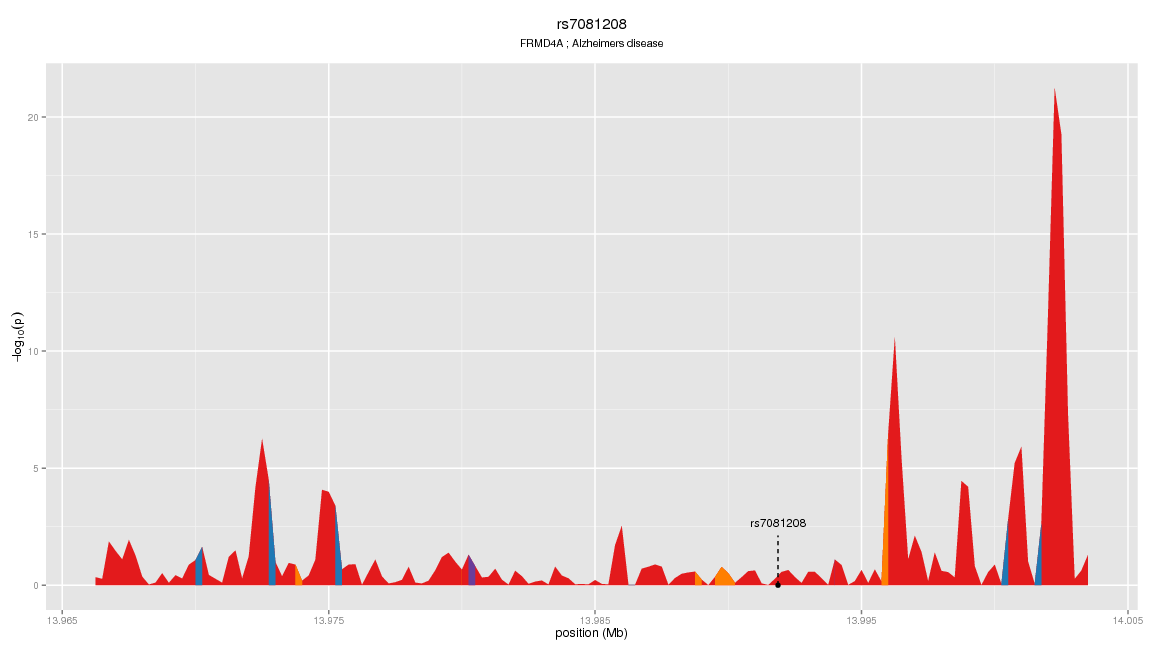 rs7081208
FRMD4A ; Alzheimers disease
20
15
10
5
0
−log10(p)
rs7081208
13.965 13.975 13.985 13.995 14.005
position (Mb)